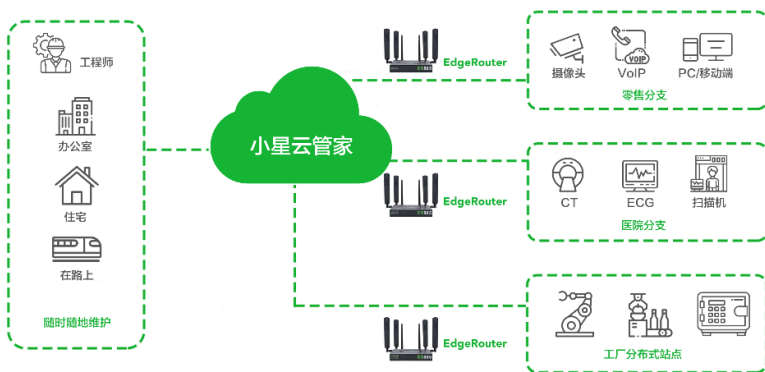 工程师
办公室
住宅
在路上
随时随地维护
小星云管家
EdgeRouter
摄像头
VoIP
VOIP
PC/移动端
零售分支
EdgeRouter
CT
ECG
扫描机
医院分支
EdgeRouter
工厂分布式站点